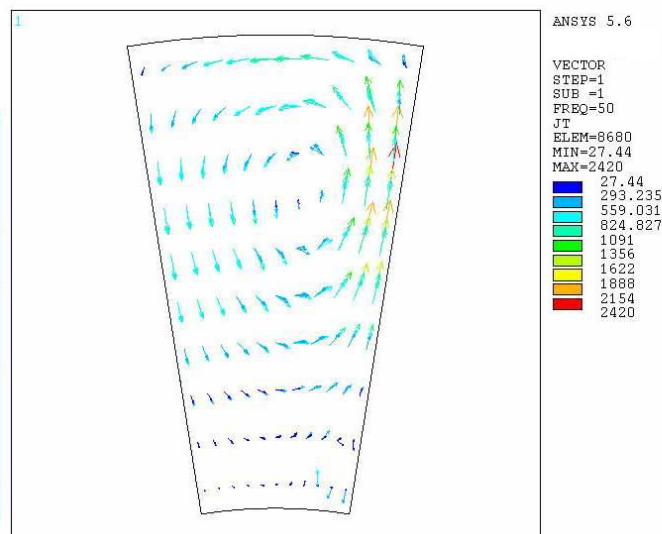 1
ANSYS 5.6
VECTOR
STEP=1
SUB =1
FREQ=50
JT
ELEM=8680
MIN=27.44
MAX=2420
27.44
293.235
559.031
824.827
1091
1356
1622
1888
2154
2420